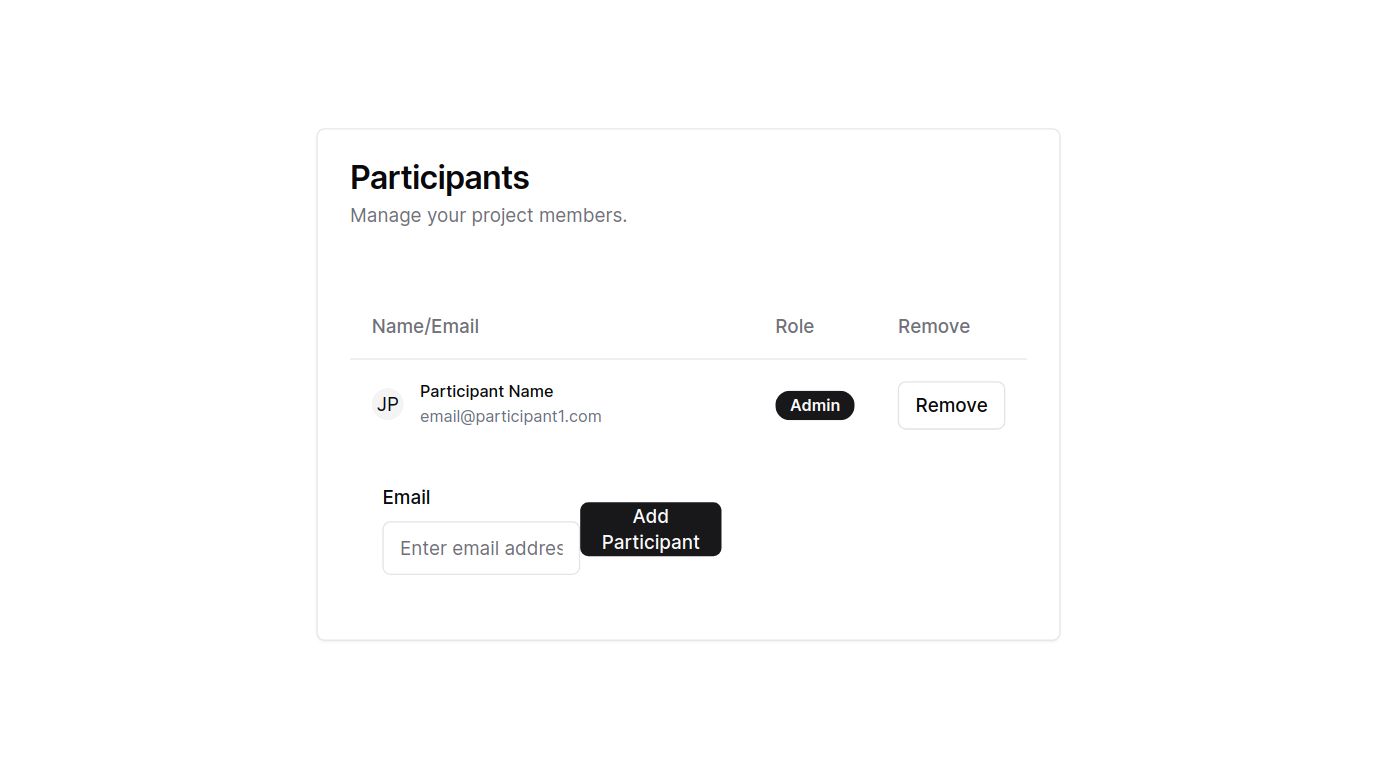 Participants
Manage your project members.
Name/Email Role Remove
JP Participant Name
email@participant1.com
Admin
Remove
Email
Enter email addres
Add
Participant